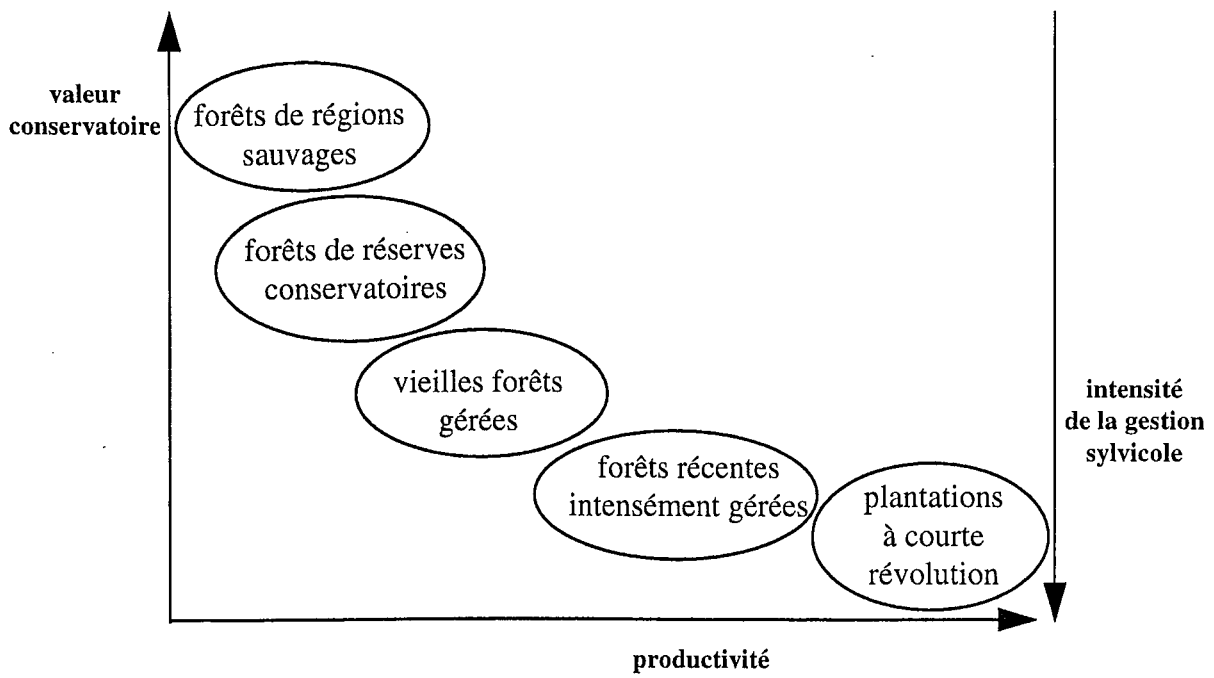 valeur
conservatoire
forêts de régions
sauvages
forêts de réserves
conservatoires
vieilles forêts
gérées
forêts récentes
intensément gérées
plantations
à courte
révolution
intensité
de la gestion
sylvicole
productivité